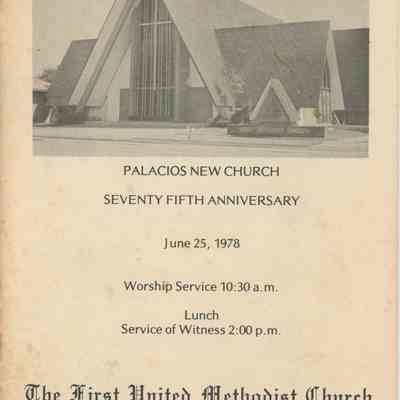 PALACIOS NEW CHURCH
SEVENTY FIFTH ANNIVERSARY
June 25, 1978
Worship Service 10:30 a.m.
Lunch
Service of Witness 2:00 p.m.
The First United Methodist Church